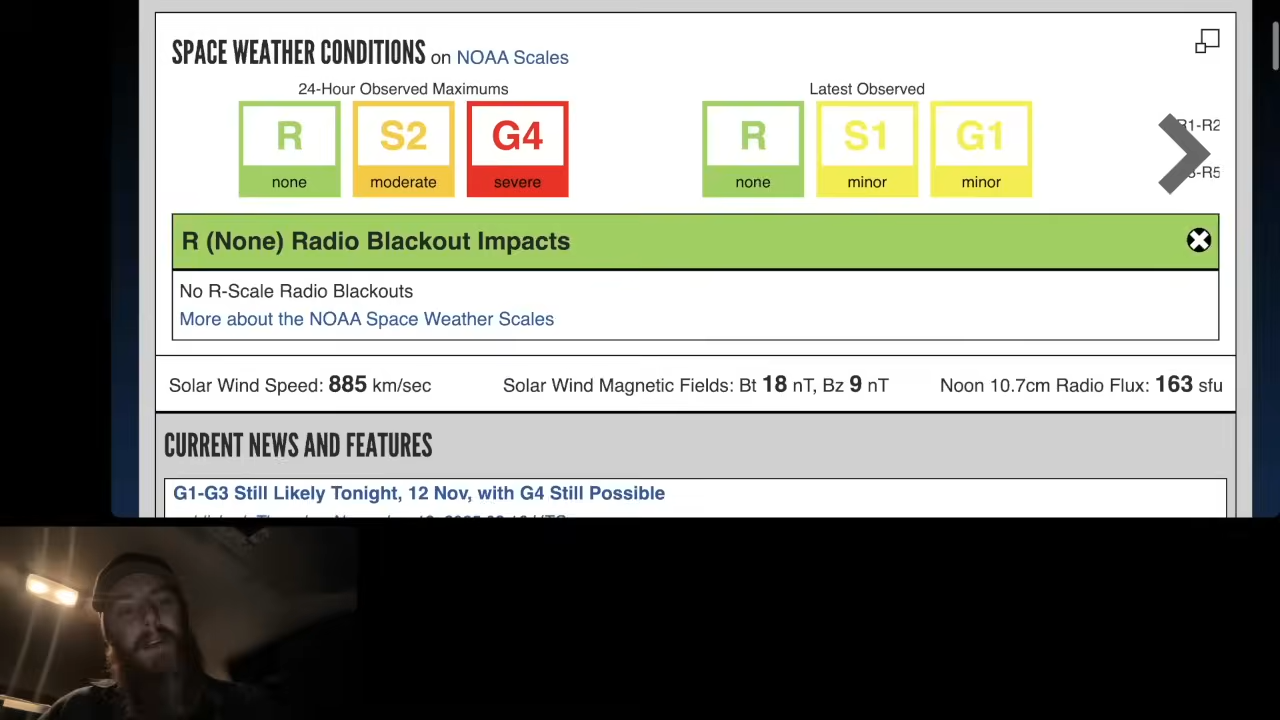 SPACE WEATHER CONDITIONS on NOAA Scales
24-Hour Observed Maximums
Latest Observed
R
S2
G4
R
S1
G1
R1-R2
none
moderate
severe
none
minor
minor
R (None) Radio Blackout Impacts
No R-Scale Radio Blackouts
More about the NOAA Space Weather Scales
Solar Wind Speed: 885 km/sec
Solar Wind Magnetic Fields: Bt 18 nT, Bz 9 nT
Noon 10.7cm Radio Flux: 163 sfu
CURRENT NEWS AND FEATURES
G1-G3 Still Likely Tonight, 12 Nov, with G4 Still Possible